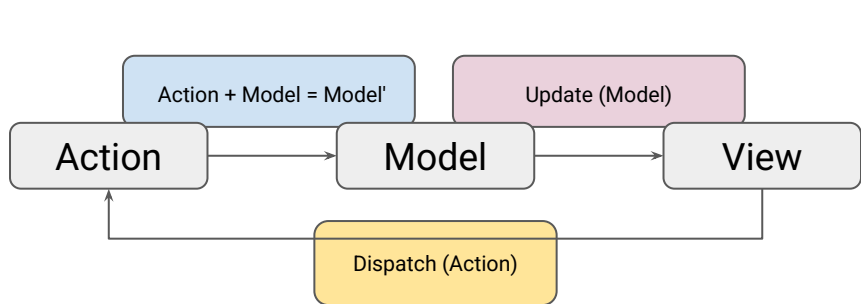 Action + Model = Model'
Update (Model)
Action
Model
View
Dispatch (Action)